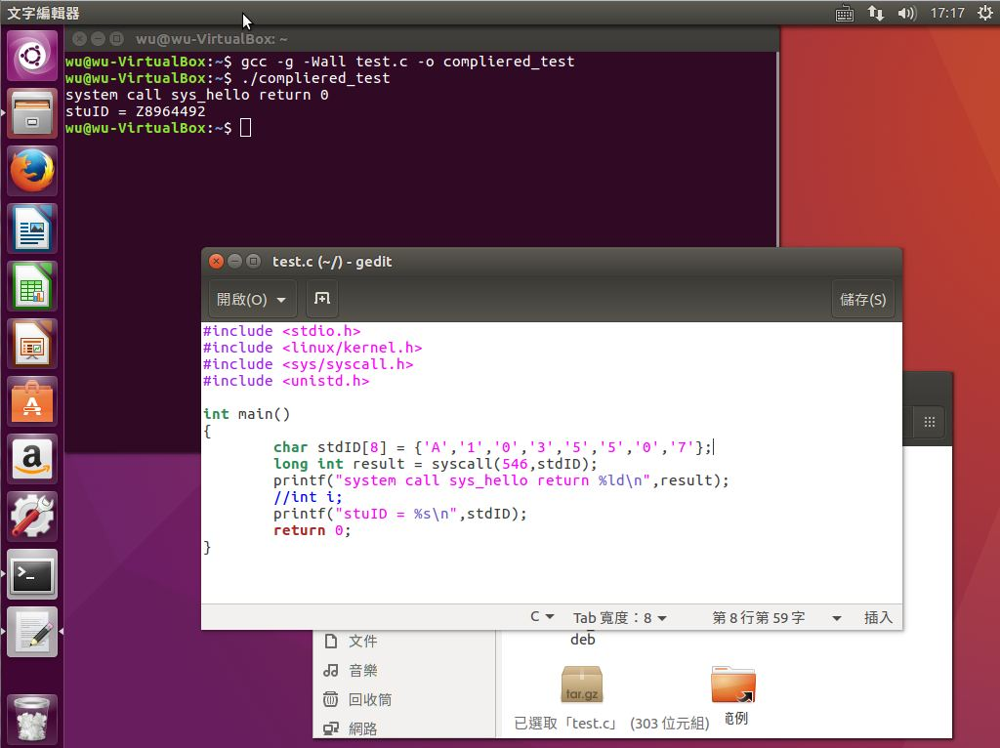 文字編輯器
17:17
wu@wu-VirtualBox: ~
wu@wu-VirtualBox:~$ gcc -g -Wall test.c -o compliered_test
wu@wu-VirtualBox:~$ ./compliered_test
system call sys_hello return 0
stuID = Z8964492
wu@wu-VirtualBox:~$
test.c (~/) - gedit
開啟(O)
儲存(S)
#include <stdio.h>
#include <linux/kernel.h>
#include <sys/syscall.h>
#include <unistd.h>
int main()
{
char stdID[8] = {'A','1','0','3','5','5','0','7'};
long int result = syscall(546,stdID);
printf("system call sys_hello return %ld\n",result);
//int i;
printf("stuID = %s\n",stdID);
return 0;
}
C
Tab 寬度：8
第 8 行第 59 字
插入
文件
deb
音樂
tar.gz
回收筒
範例
已選取「test.c」 (303 位元組)
網路